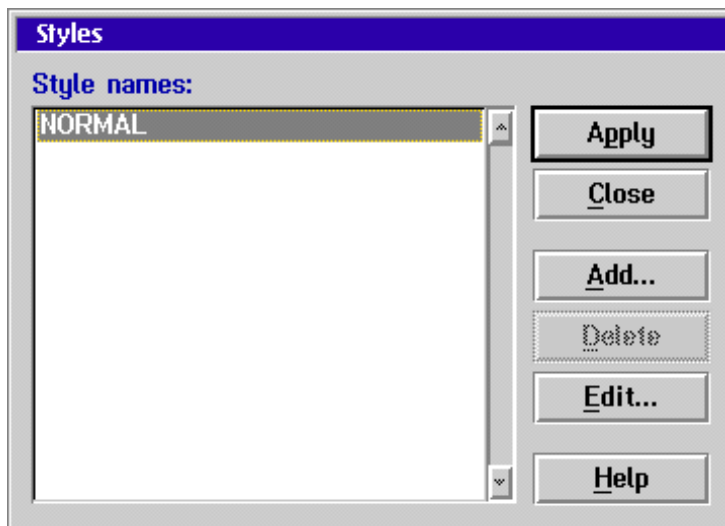 Styles
Style names:
NORMAL
Apply
Close
Add...
Delete
Edit...
Help